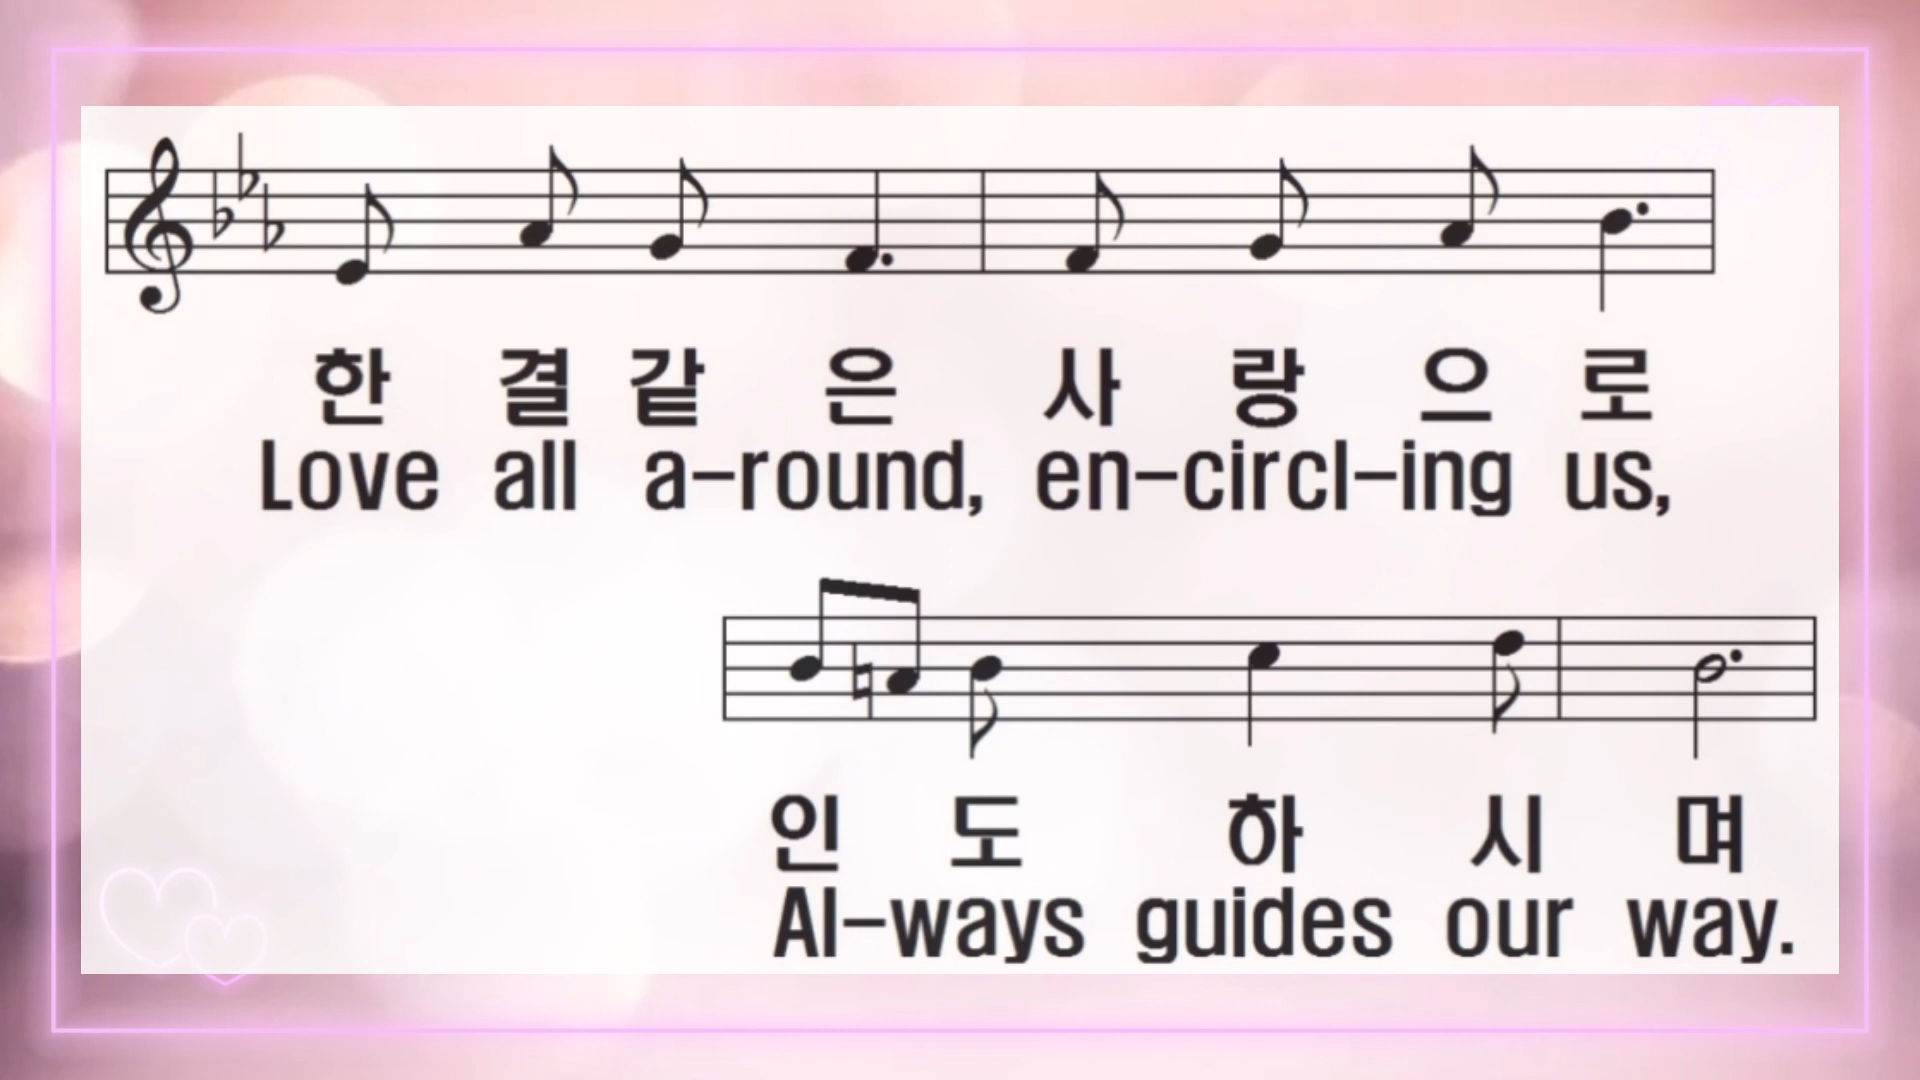 한 결 같 은 사 랑 으 로
Love all a-round, en-circl-ing us,
인 도 하 시 며
Al-ways guides our way.